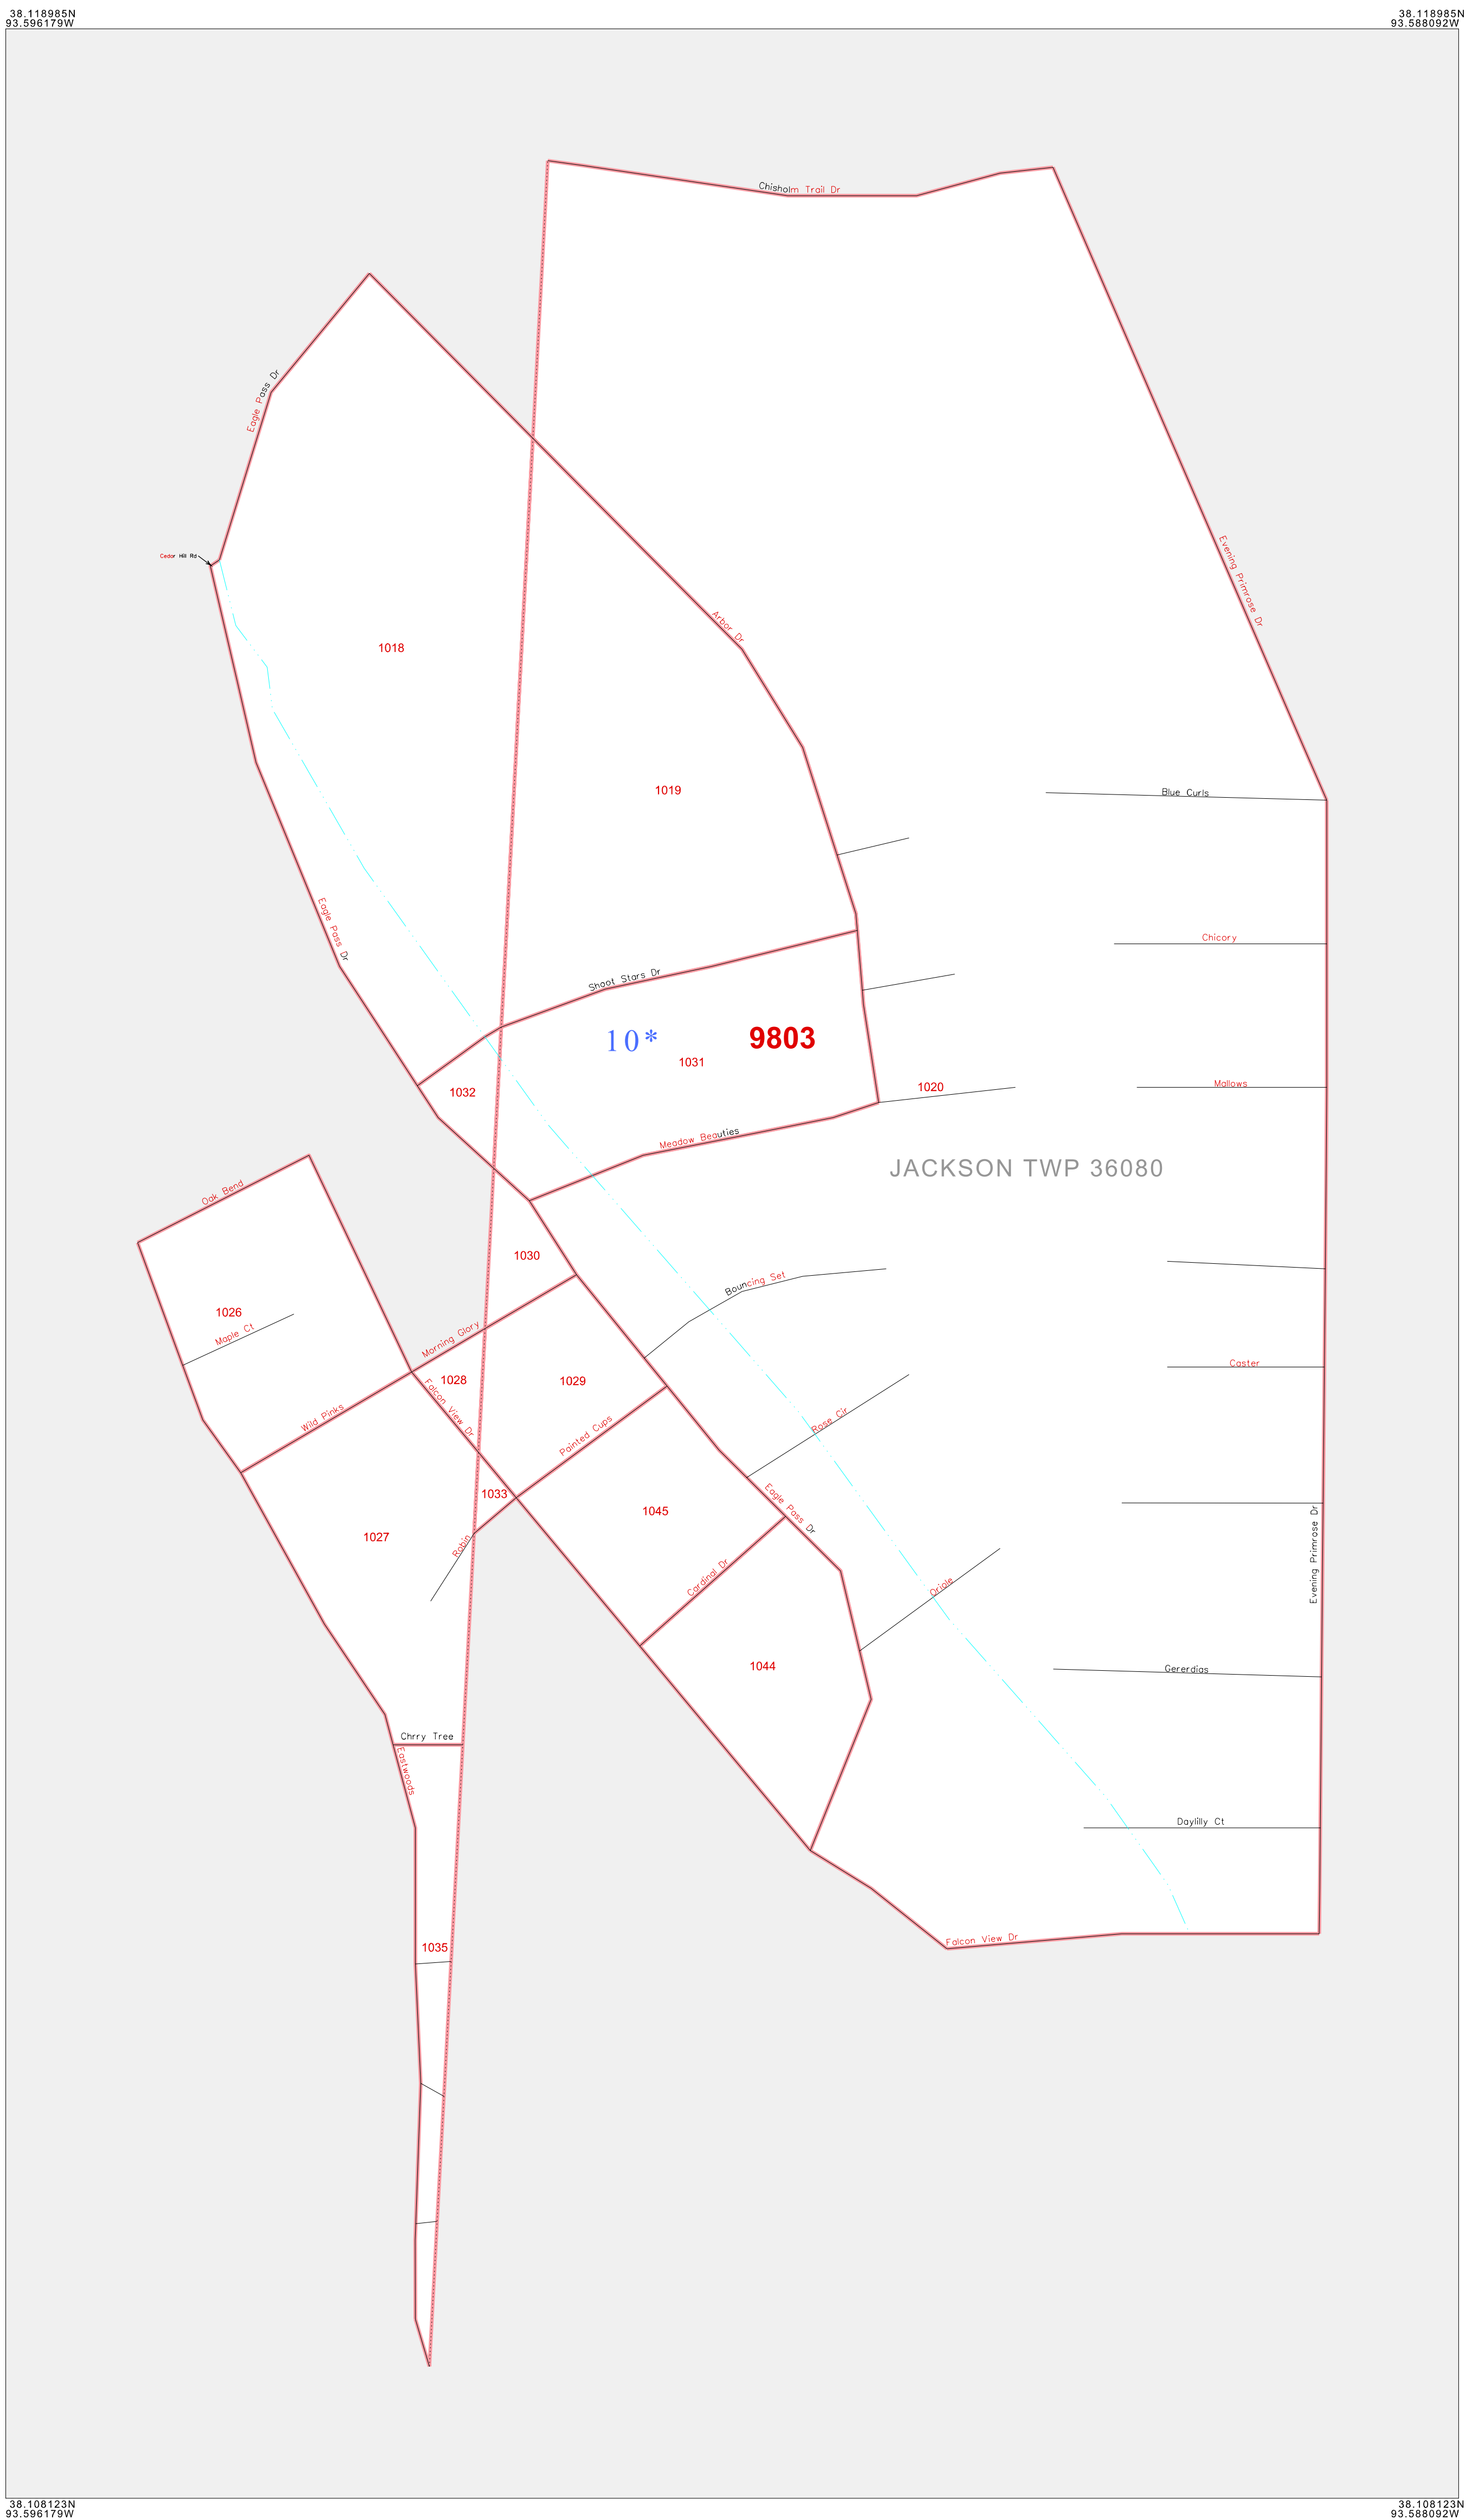 38.118985N
93.596179W
38.118985N
93.588092W
Chisholm Trail Dr
Eagle Pass Dr
Cedar Hill Rd
Evening Primrose Dr
Arbor Dr
1018
1019
Blue Curls
Eagle Pass Dr
Chicory
Shoot Stars Dr
10*
9803
1031
1032
1020
Mallows
Meadow Beauties
JACKSON TWP 36080
Oak Bend
1030
Bouncing Set
1026
Maple Ct
Morning Glory
1028
1029
Caster
Falcon View Dr
Wild Pinks
Painted Cups
Rose Cir
1033
1045
Eagle Pass Dr
1027
Robin
Evening Primrose Dr
Cardinal Dr
Oriole
1044
Gererdias
Chrry Tree
Eastwoods
Daylilly Ct
1035
Falcon View Dr
38.108123N
93.596179W
38.108123N
93.588092W